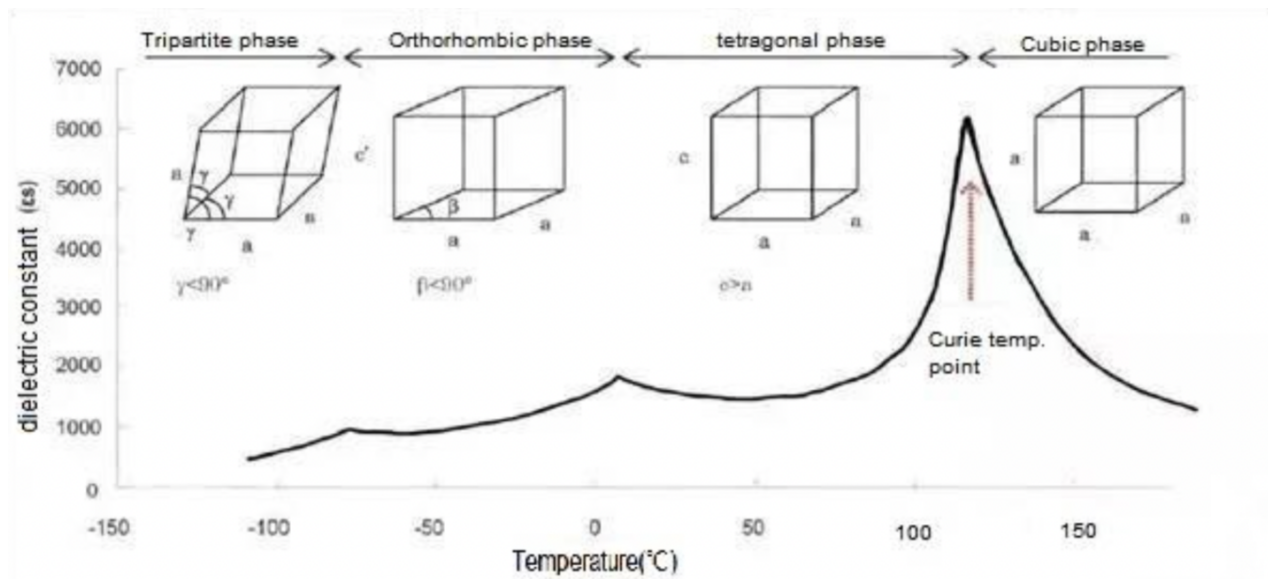 Tripartite phase
Orthorhombic phase
tetragonal phase
Cubic phase
7000
6000
5000
4000
3000
2000
1000
0
a
γ
γ
γ
a
a
γ<90°
c'
β
a
a
β<90°
c
a
a
c>a
a
a
a
Curie temp.
point
dielectric constant (εs)
-150
-100
-50
0
50
100
150
Temperature(°C)